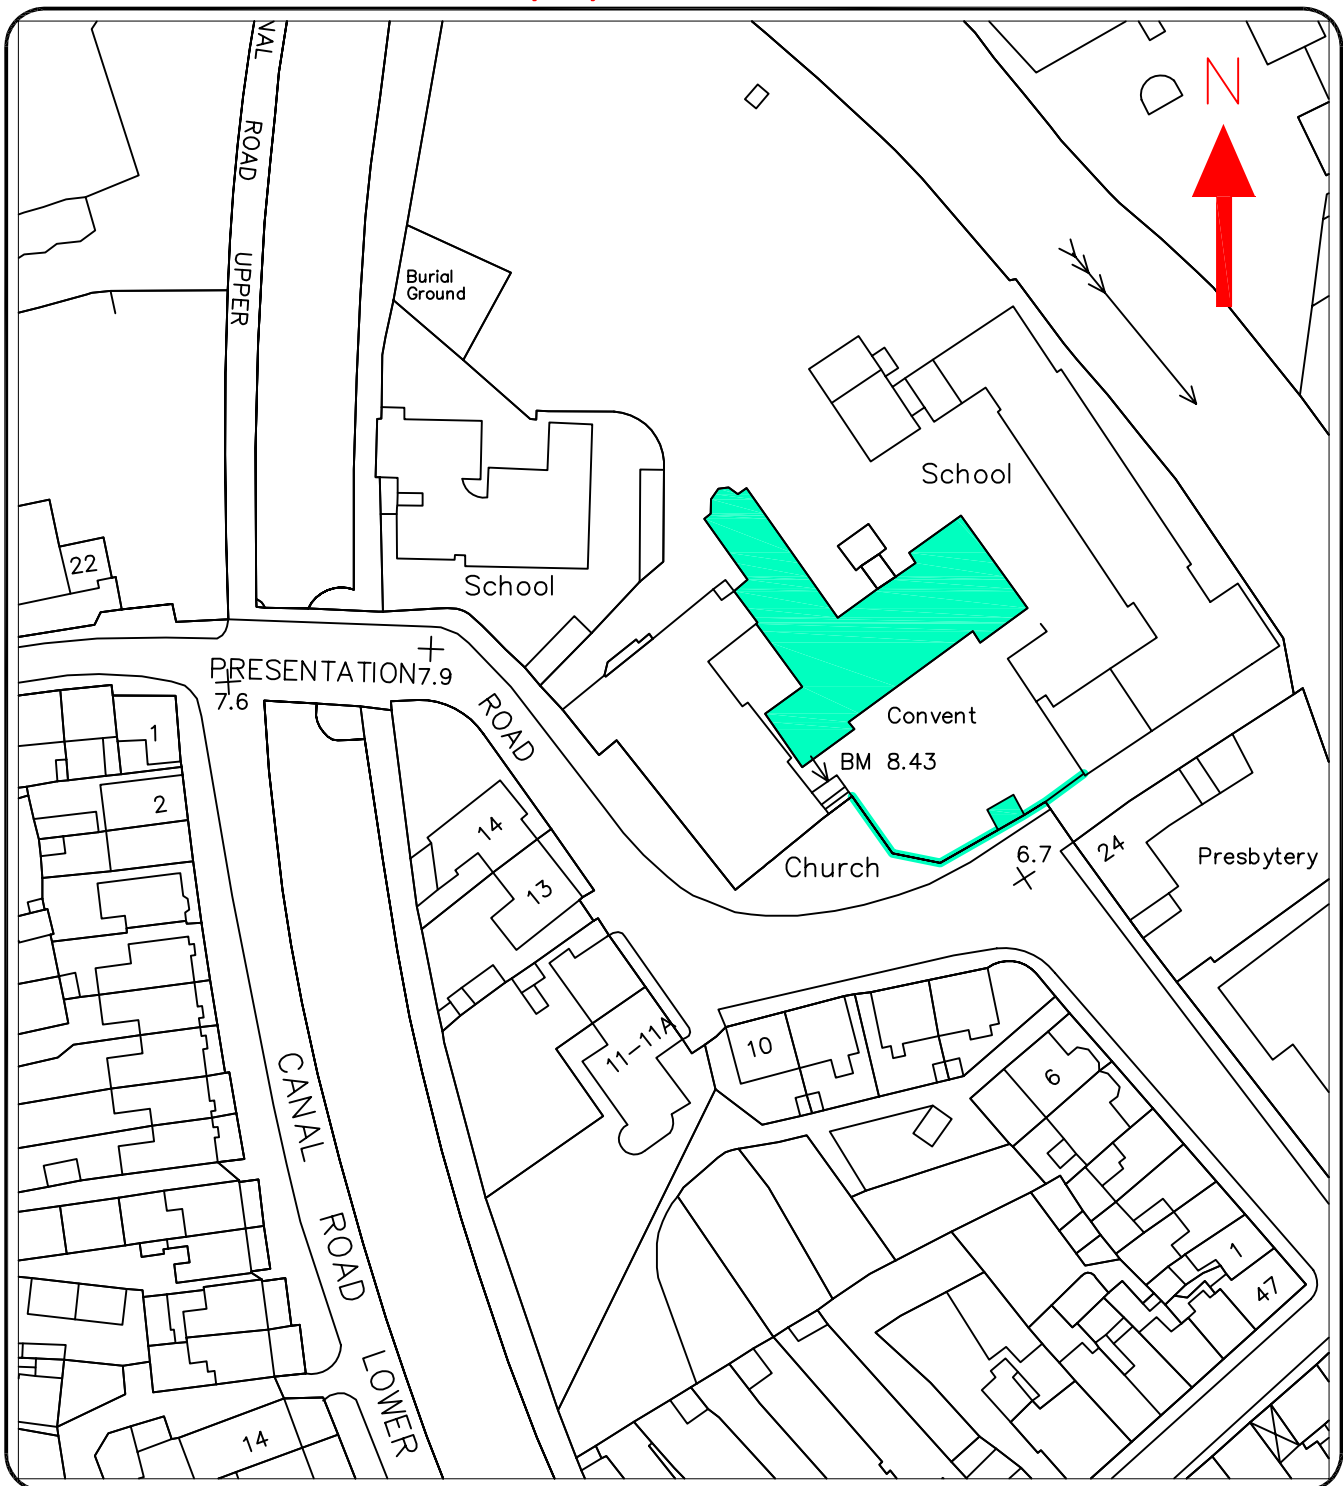 N
NAL
ROAD
UPPER
Burial
Ground
School
22
School
PRESENTATION
7.9
7.6
ROAD
Convent
BM 8.43
1
2
14
13
Church
6.7
24
Presbytery
11-11A
10
6
CANAL
ROAD
LOWER
1
47
14